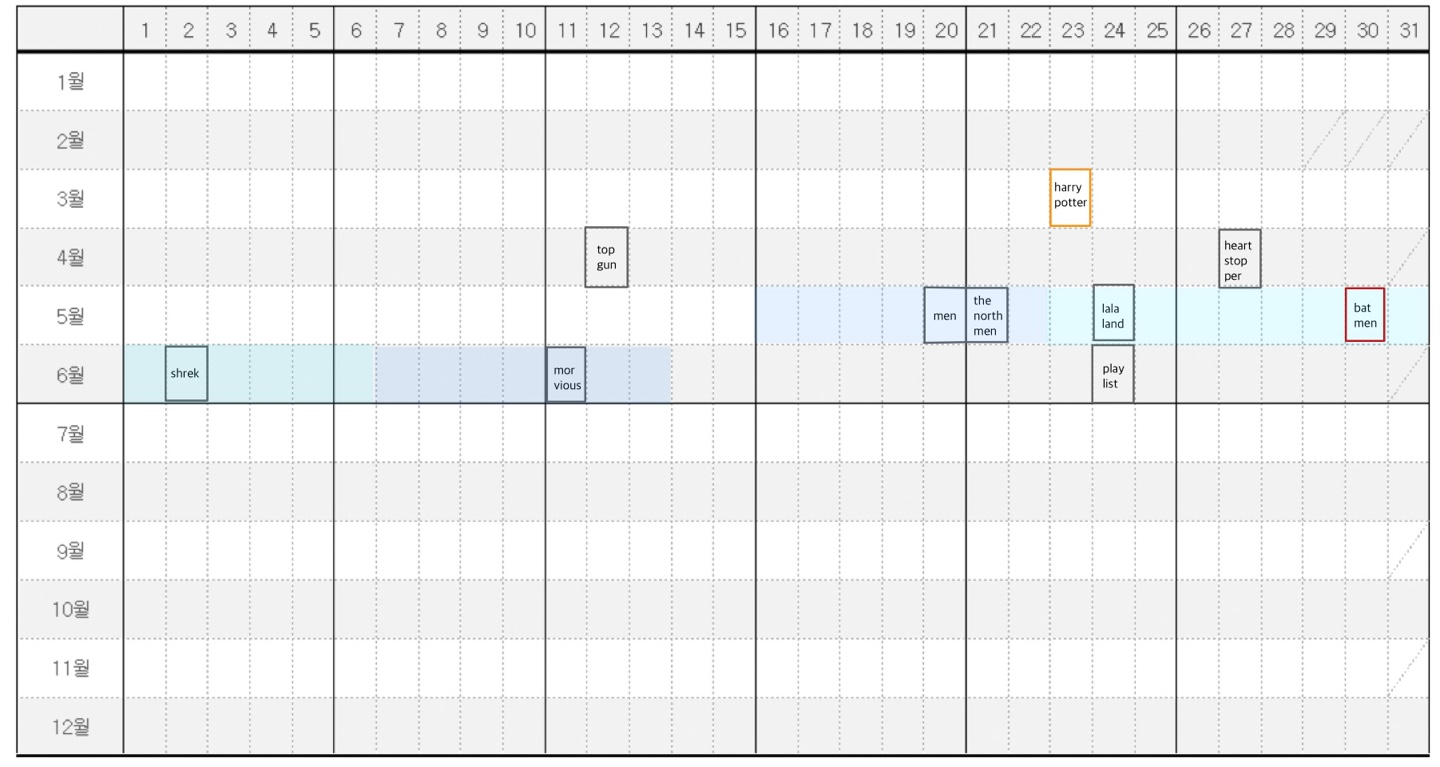 1 2 3 4 5 6 7 8 9 10 11 12 13 14 15 16 17 18 19 20 21 22 23 24 25 26 27 28 29 30 31
1월
2월
3월
harry
potter
4월
top
gun
heart
stop
per
5월
men
the
north
men
lala
land
bat
men
6월
shrek
mor
vious
play
list
7월
8월
9월
10월
11월
12월